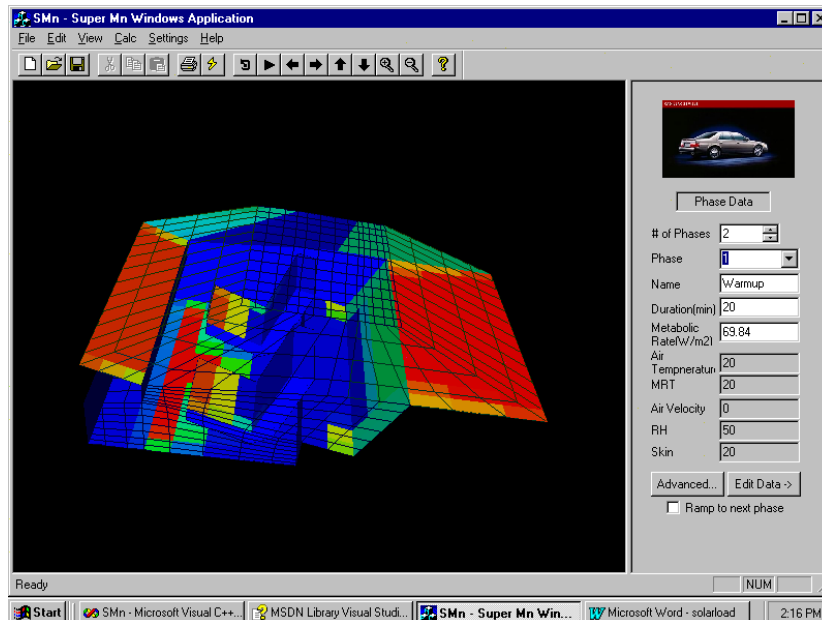 SMn - Super Mn Windows Application
File Edit View Calc Settings Help
Phase Data
# of Phases 2
Phase 1
Name Warmup
Duration(min) 20
Metabolic
Rate(W/m2) 69.84
Air
Tempneratun 20
MRT 20
Air Velocity 0
RH 50
Skin 20
Advanced... Edit Data ->
Ramp to next phase
Ready NUM
Start SMn - Microsoft Visual C++... MSDN Library Visual Studi... SMn - Super Mn Win... Microsoft Word - solarload 2:16 PM